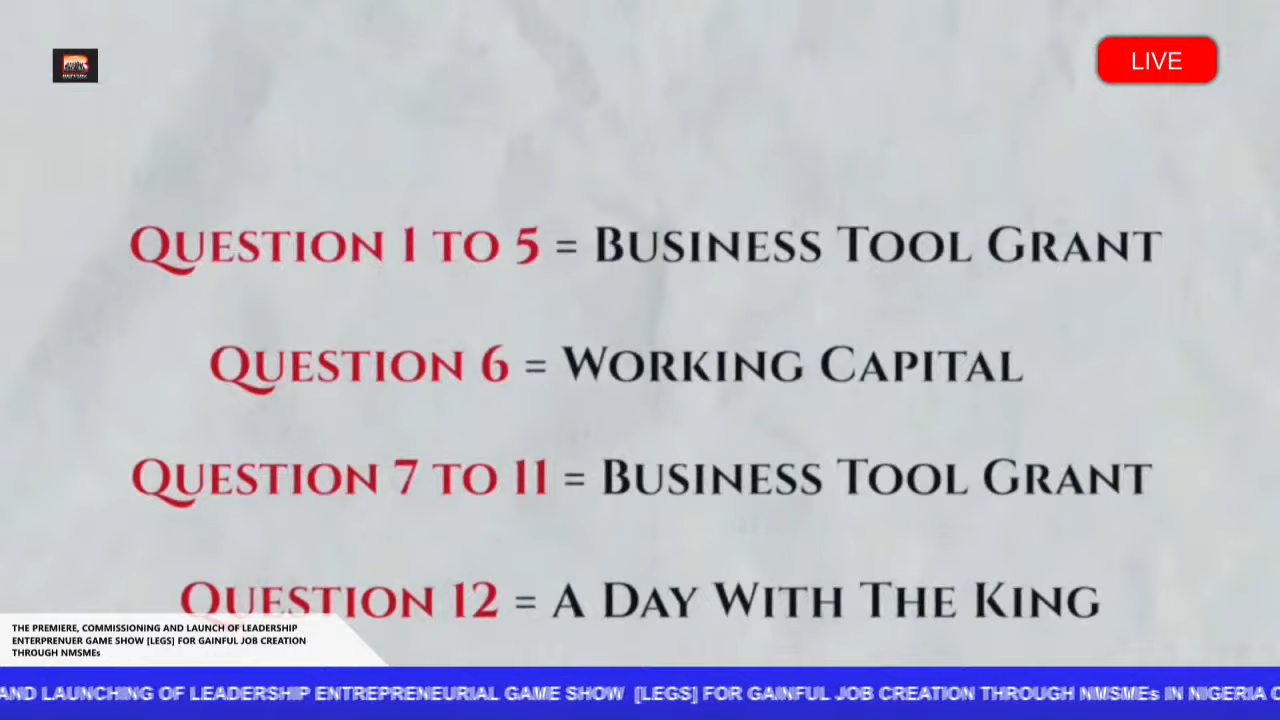 LIVE
QUESTION 1 TO 5 = BUSINESS TOOL GRANT
QUESTION 6 = WORKING CAPITAL
QUESTION 7 TO 11 = BUSINESS TOOL GRANT
QUESTION 12 = A DAY WITH THE KING
THE PREMIERE, COMMISSIONING AND LAUNCH OF LEADERSHIP
ENTERPRENUER GAME SHOW [LEGS] FOR GAINFUL JOB CREATION
THROUGH NMSMEs
AND LAUNCHING OF LEADERSHIP ENTREPRENEURIAL GAME SHOW [LEGS] FOR GAINFUL JOB CREATION THROUGH NMSMEs IN NIGERIA